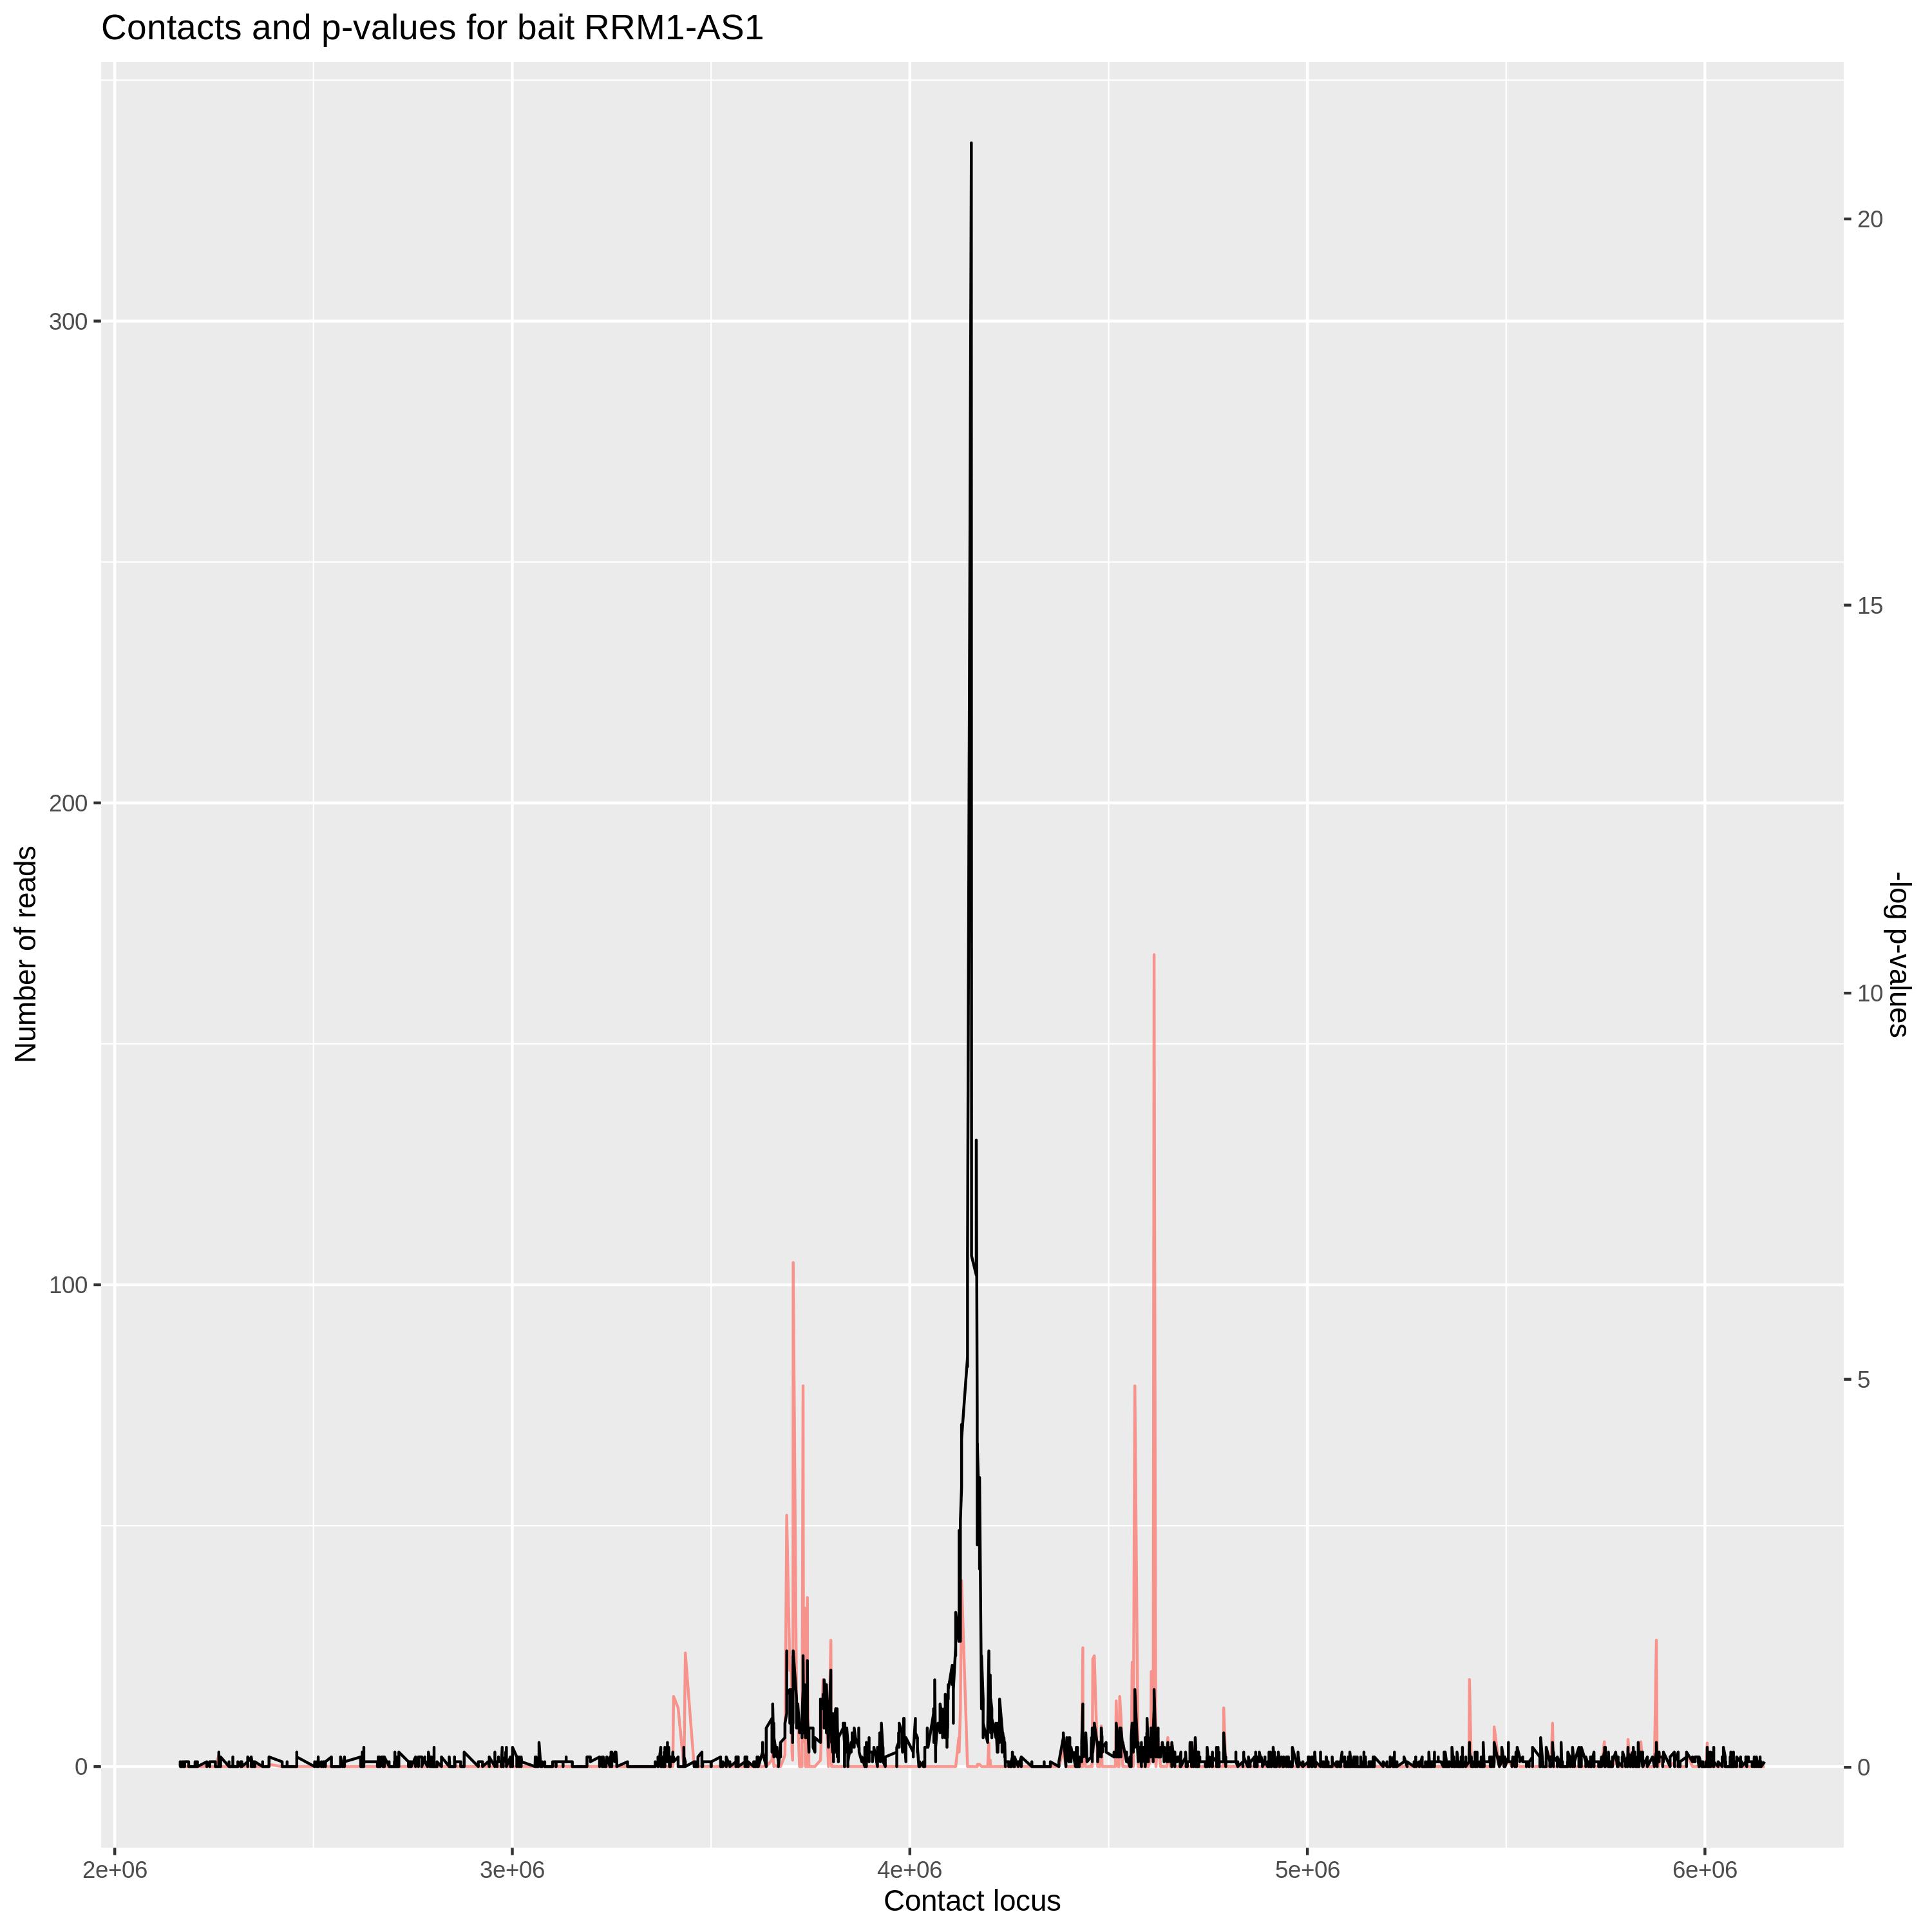 Contacts and p-values for bait RRM1-AS1
Number of reads
300
200
100
0
20
15
10
5
0
-log p-values
2e+06
3e+06
4e+06
5e+06
6e+06
Contact locus